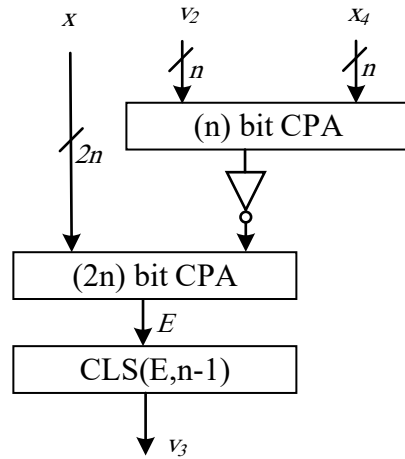 x v₂ x₄
n n
(n) bit CPA
2n
(2n) bit CPA
E
CLS(E,n-1)
v₃